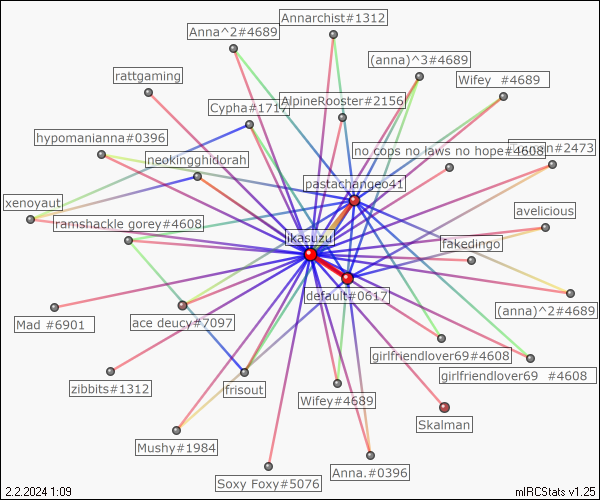 Annarchist#1312
Anna^2#4689
(anna)^3#4689
rattgaming
Wifey #4689
AlpineRooster#2156
Cypha#1717
hypomanianna#0396
no cops no laws no hope#4608
n#2473
neokingghidorah
pastachangeo41
xenoyaut
avelicious
ramshackle gorey#4608
ikasuzu
fakedingo
default#0617
(anna)^2#4689
Mad #6901
ace deucy#7097
girlfriendlover69#4608
girlfriendlover69 #4608
zibbits#1312
frisout
Wifey#4689
Skalman
Mushy#1984
Anna.#0396
Soxy Foxy#5076
2.2.2024 1:09
mIRCStats v1.25